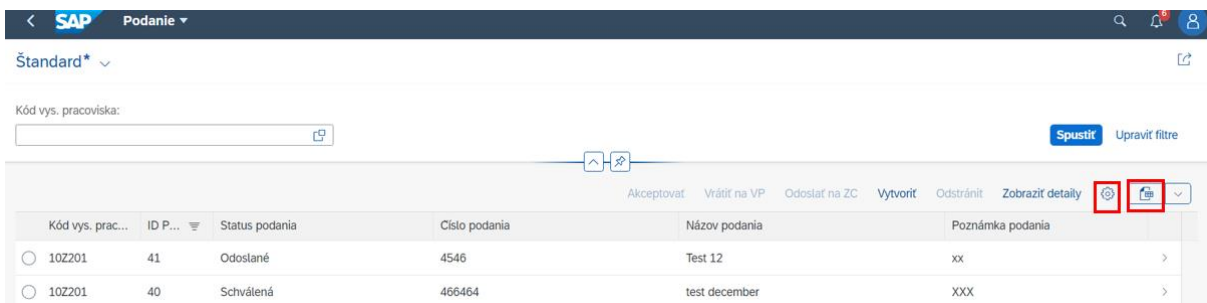 SAP Podanie
6
Štandard*
Kód vys. pracoviska:
Spustiť Upraviť filtre
Akceptovať Vrátiť na VP Odoslať na ZC Vytvoriť Odstrániť Zobraziť detaily
Kód vys. prac... ID P... Status podania Číslo podania Názov podania Poznámka podania
10Z201 41 Odoslané 4546 Test 12 xx
10Z201 40 Schválená 466464 test december XXX